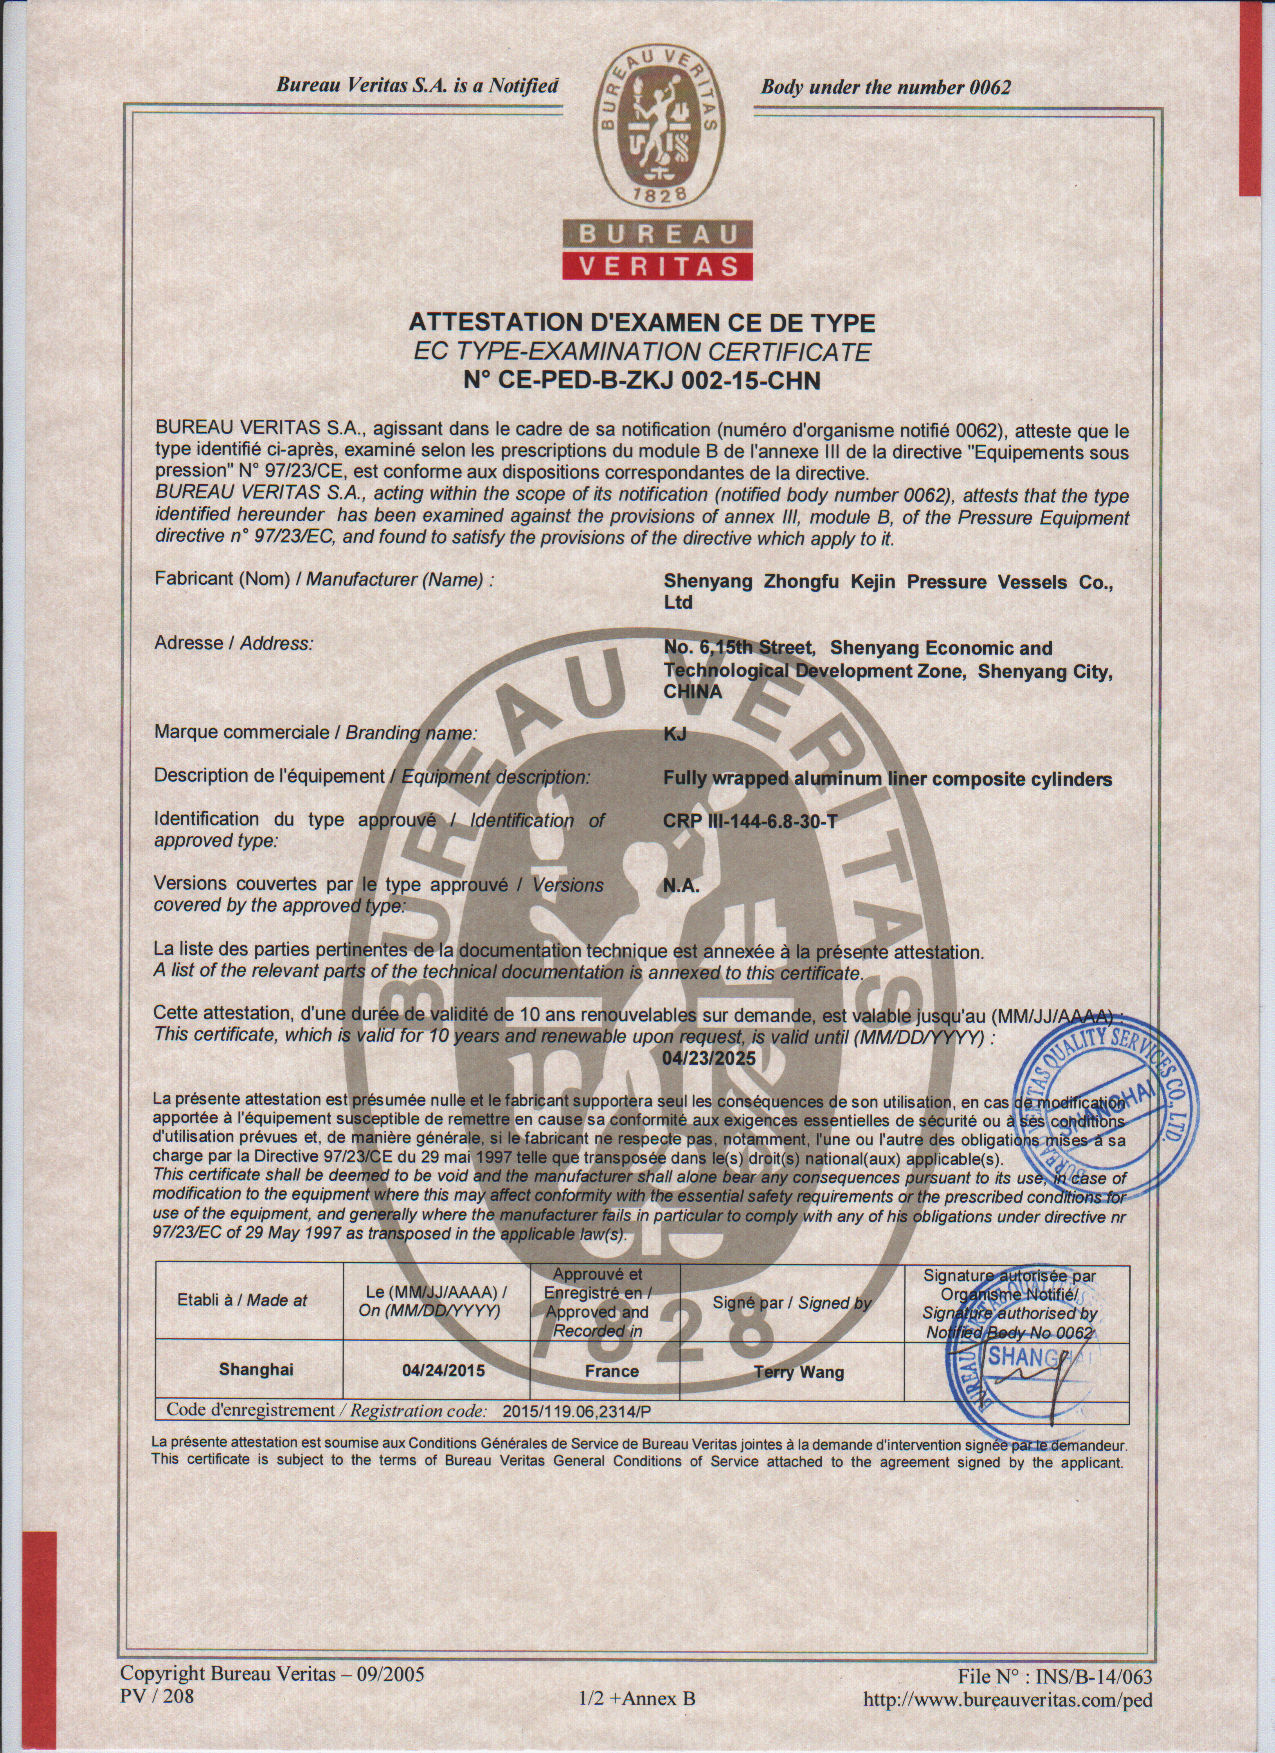 Bureau Veritas S.A. is a Notified Body under the number 0062
BUREAU VERITAS
1828
BUREAU
VERITAS
ATTESTATION D'EXAMEN CE DE TYPE
EC TYPE-EXAMINATION CERTIFICATE
N° CE-PED-B-ZKJ 002-15-CHN
BUREAU VERITAS S.A., agissant dans le cadre de sa notification (numéro d'organisme notifié 0062), atteste que le
type identifié ci-après, examiné selon les prescriptions du module B de l'annexe III de la directive "Equipements sous
pression" N° 97/23/CE, est conforme aux dispositions correspondantes de la directive.
BUREAU VERITAS S.A., acting within the scope of its notification (notified body number 0062), attests that the type
identified hereunder has been examined against the provisions of annex III, module B, of the Pressure Equipment
directive n° 97/23/EC, and found to satisfy the provisions of the directive which apply to it.
Fabricant (Nom) / Manufacturer (Name) : Shenyang Zhongfu Kejin Pressure Vessels Co.,
Ltd
Adresse / Address: No. 6,15th Street, Shenyang Economic and
Technological Development Zone, Shenyang City,
CHINA
Marque commerciale / Branding name: KJ
Description de l'équipement / Equipment description: Fully wrapped aluminum liner composite cylinders
Identification du type approuvé / Identification of CRP III-144-6.8-30-T
approved type:
Versions couvertes par le type approuvé / Versions N.A.
covered by the approved type:
La liste des parties pertinentes de la documentation technique est annexée à la présente attestation.
A list of the relevant parts of the technical documentation is annexed to this certificate.
Cette attestation, d'une durée de validité de 10 ans renouvelables sur demande, est valable jusqu'au (MM/JJ/AAAA) :
This certificate, which is valid for 10 years and renewable upon request, is valid until (MM/DD/YYYY) :
04/23/2025
La présente attestation est présumée nulle et le fabricant supportera seul les conséquences de son utilisation, en cas de modification
apportée à l'équipement susceptible de remettre en cause sa conformité aux exigences essentielles de sécurité ou à ses conditions
d'utilisation prévues et, de manière générale, si le fabricant ne respecte pas, notamment, l'une ou l'autre des obligations mises à sa
charge par la Directive 97/23/CE du 29 mai 1997 telle que transposée dans le(s) droit(s) national(aux) applicable(s).
This certificate shall be deemed to be void and the manufacturer shall alone bear any consequences pursuant to its use, in case of
modification to the equipment where this may affect conformity with the essential safety requirements or the prescribed conditions for
use of the equipment, and generally where the manufacturer fails in particular to comply with any of his obligations under directive nr
97/23/EC of 29 May 1997 as transposed in the applicable law(s).
BUREAU VERITAS
1828
VERITAS QUALITY SERVICES CO., LTD.
SHANGHAI
Etabli à / Made at
Le (MM/JJ/AAAA) /
On (MM/DD/YYYY)
Approuvé et
Enregistré en /
Approved and
Recorded in
Signé par / Signed by
Signature autorisée par
Organisme Notifié/
Signature authorised by
Notified Body No 0062
Shanghai 04/24/2015 France Terry Wang
BUREAU VERITAS
SHANGHAI
Code d'enregistrement / Registration code: 2015/119.06,2314/P
La présente attestation est soumise aux Conditions Générales de Service de Bureau Veritas jointes à la demande d'intervention signée par le demandeur.
This certificate is subject to the terms of Bureau Veritas General Conditions of Service attached to the agreement signed by the applicant.
Copyright Bureau Veritas – 09/2005 File N° : INS/B-14/063
PV / 208 1/2 +Annex B http://www.bureauveritas.com/ped